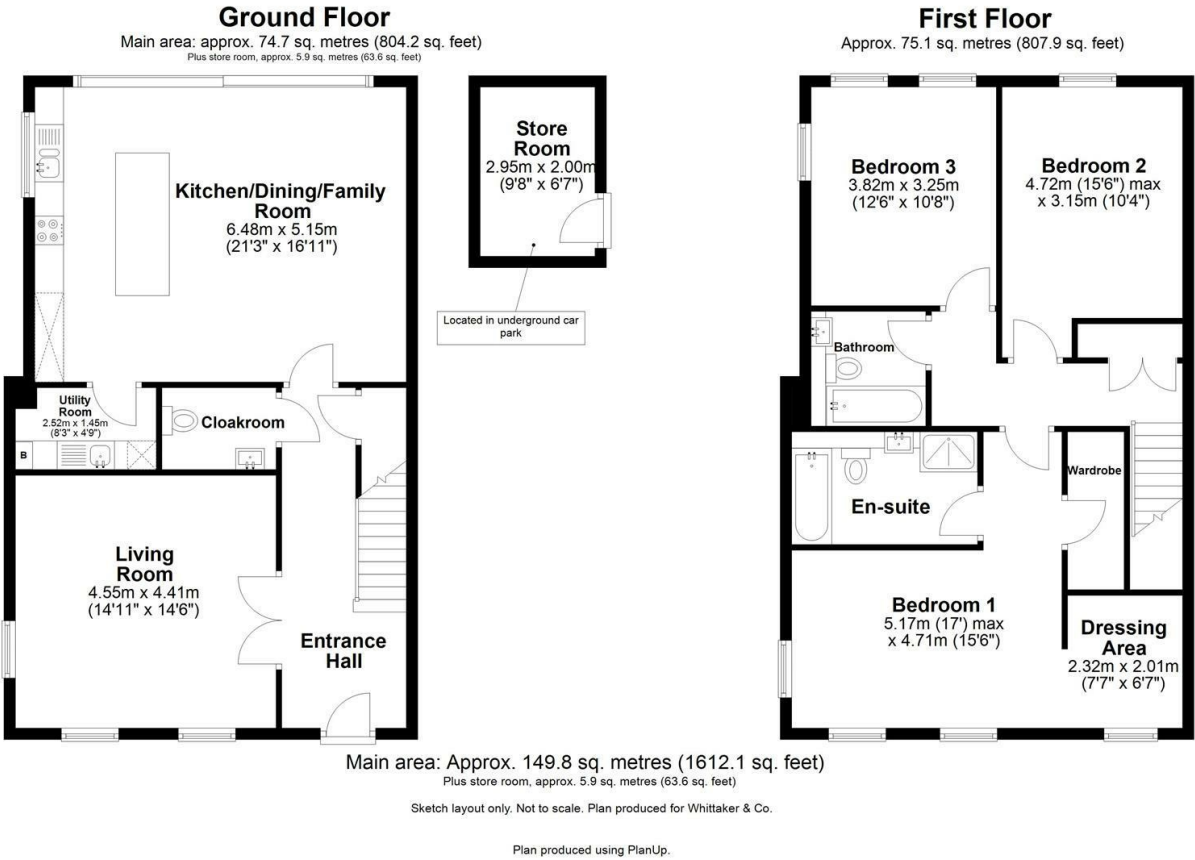 Ground Floor
Main area: approx. 74.7 sq. metres (804.2 sq. feet)
Plus store room, approx. 5.9 sq. metres (63.6 sq. feet)
Kitchen/Dining/Family
Room
6.48m x 5.15m
(21'3" x 16'11")
Store
Room
2.95m x 2.00m
(9'8" x 6'7")
Located in underground car
park
Utility
Room
2.52m x 1.45m
(8'3" x 4'9")
B
Cloakroom
Living
Room
4.55m x 4.41m
(14'11" x 14'6")
Entrance
Hall
First Floor
Approx. 75.1 sq. metres (807.9 sq. feet)
Bedroom 3
3.82m x 3.25m
(12'6" x 10'8")
Bedroom 2
4.72m (15'6") max
x 3.15m (10'4")
Bathroom
En-suite
Wardrobe
Bedroom 1
5.17m (17') max
x 4.71m (15'6")
Dressing
Area
2.32m x 2.01m
(7'7" x 6'7")
Main area: Approx. 149.8 sq. metres (1612.1 sq. feet)
Plus store room, approx. 5.9 sq. metres (63.6 sq. feet)
Sketch layout only. Not to scale. Plan produced for Whittaker & Co.
Plan produced using PlanUp.